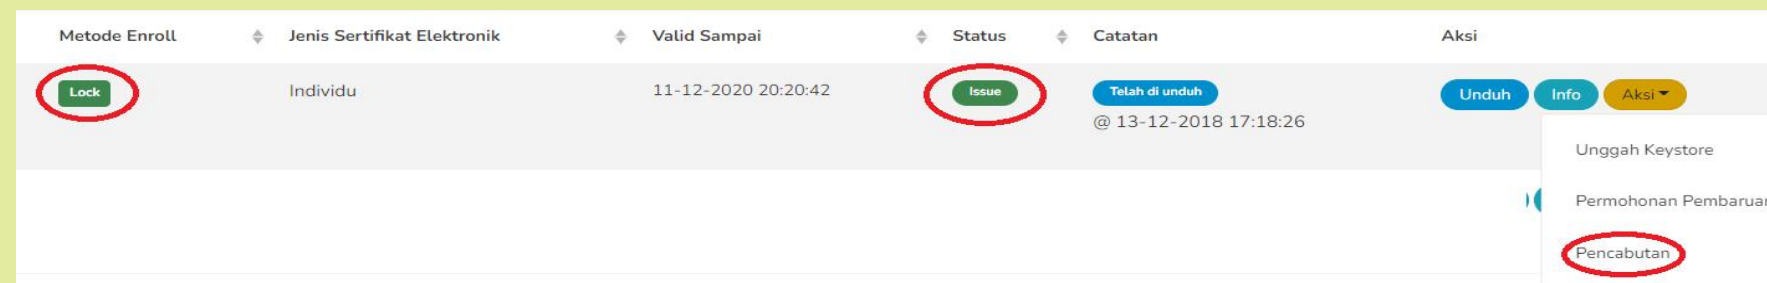 Metode Enroll Jenis Sertifikat Elektronik Valid Sampai Status Catatan Aksi
Lock Individu 11-12-2020 20:20:42 Issue Telah di unduh Unduh Info Aksi
@ 13-12-2018 17:18:26
Unggah Keystore
Permohonan Pembaruan
Pencabutan